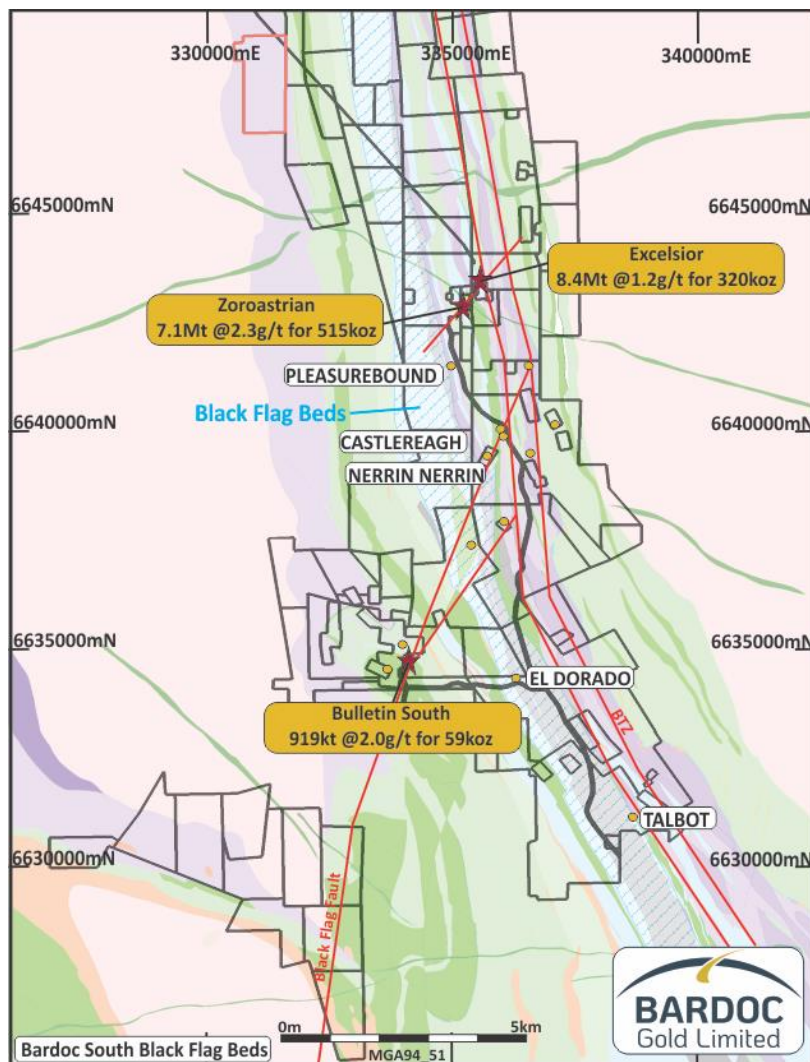 330000mE
335000mE
340000mE
6645000mN
6645000mN
Excelsior
8.4Mt @1.2g/t for 320koz
Zoroastrian
7.1Mt @2.3g/t for 515koz
PLEASUREBOUND
Black Flag Beds
6640000mN
6640000mN
CASTLEREAGH
NERRIN NERRIN
6635000mN
6635000mN
EL DORADO
Bulletin South
919kt @2.0g/t for 59koz
BTZ
TALBOT
6630000mN
6630000mN
Black Flag Fault
BARDOC
Gold Limited
0m
5km
MGA94_51
Bardoc South Black Flag Beds